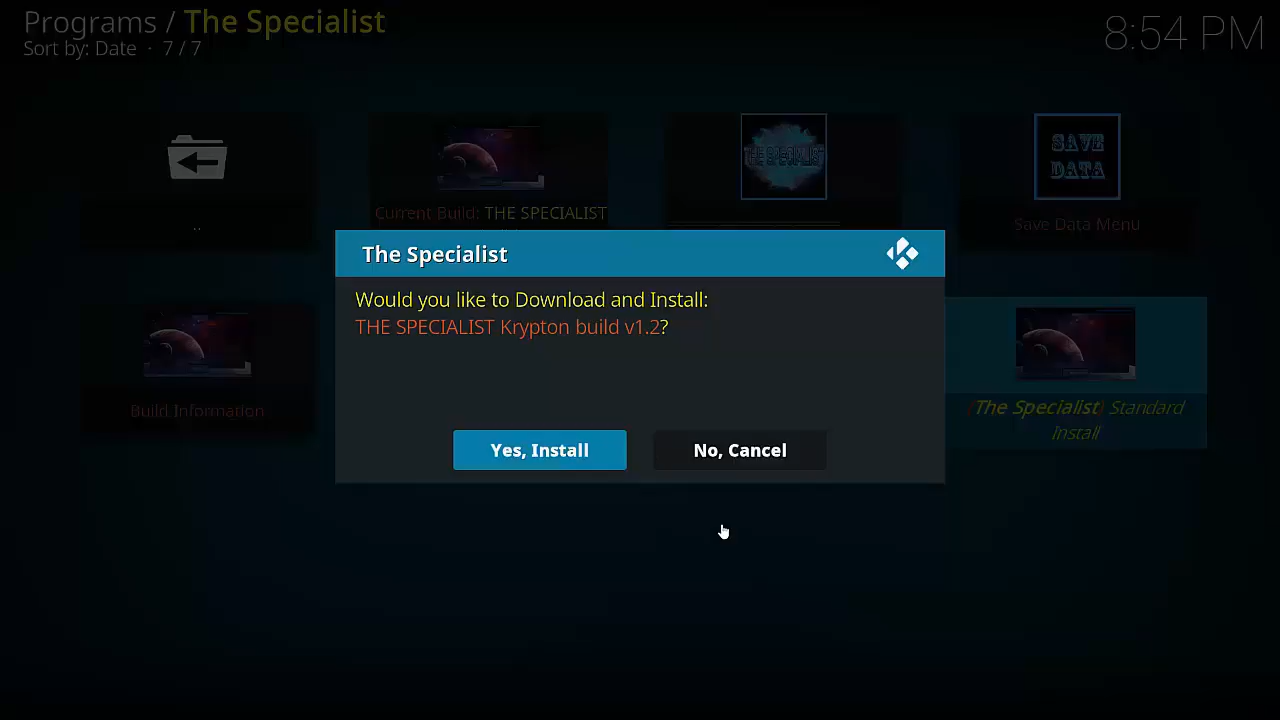 Programs / The Specialist
Sort by: Date · 7 / 7
8:54 PM
SAVE
DATA
Current Build: THE SPECIALIST
..
Save Data Menu
The Specialist
Would you like to Download and Install:
THE SPECIALIST Krypton build v1.2?
Yes, Install
No, Cancel
Build Information
[The Specialist] Standard
Install